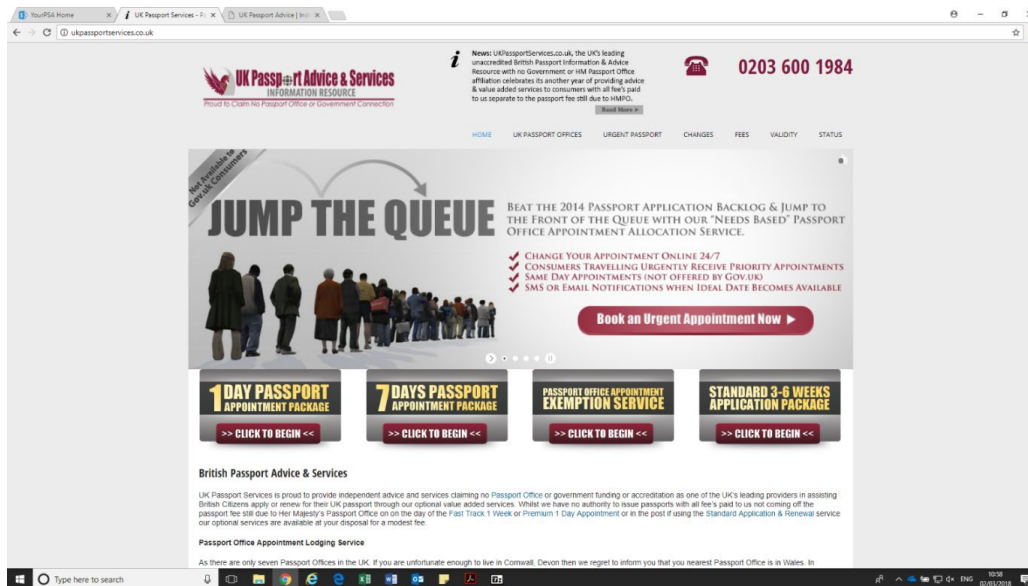 YourPSA Home
UK Passport Services - F
UK Passport Advice | Ind
ukpassportservices.co.uk
UK Passport Advice & Services
INFORMATION RESOURCE
Proud to Claim No Passport Office or Government Connection
News: UKPassportServices.co.uk, the UK's leading
unaccredited British Passport Information & Advice
Resource with no Government or HM Passport Office
affiliation celebrates its another year of providing advice
& value added services to consumers with all fee's paid
to us separate to the passport fee still due to HMPO.
Read More >
0203 600 1984
HOME UK PASSPORT OFFICES URGENT PASSPORT CHANGES FEES VALIDITY STATUS
Not Available to
Gov.uk Consumers
JUMP THE QUEUE
Beat the 2014 Passport Application Backlog & Jump to
the Front of the Queue with our "Needs Based" Passport
Office Appointment Allocation Service.
Change Your Appointment Online 24/7
Consumers Travelling Urgently Receive Priority Appointments
Same Day Appointments (not offered by Gov.uk)
SMS or Email Notifications when Ideal Date Becomes Available
Book an Urgent Appointment Now
1 DAY PASSPORT
APPOINTMENT PACKAGE
>> CLICK TO BEGIN <<
7 DAYS PASSPORT
APPOINTMENT PACKAGE
>> CLICK TO BEGIN <<
PASSPORT OFFICE APPOINTMENT
EXEMPTION SERVICE
>> CLICK TO BEGIN <<
STANDARD 3-6 WEEKS
APPLICATION PACKAGE
>> CLICK TO BEGIN <<
British Passport Advice & Services
UK Passport Services is proud to provide independent advice and services claiming no Passport Office or government funding or accreditation as one of the UK's leading providers in assisting
British Citizens apply or renew for their UK passport through our optional value added services. Whilst we have no authority to issue passports with all fee's paid to us not coming off the
passport fee still due to Her Majesty's Passport Office on on the day of the Fast Track 1 Week or Premium 1 Day Appointment or in the post if using the Standard Application & Renewal service
our optional services are available at your disposal for a modest fee.
Passport Office Appointment Lodging Service
As there are only seven Passport Offices in the UK. If you are unfortunate enough to live in Cornwall, Devon then we regret to inform you that you nearest Passport Office is in Wales. In
Type here to search
ENG
10:58
02/03/2018